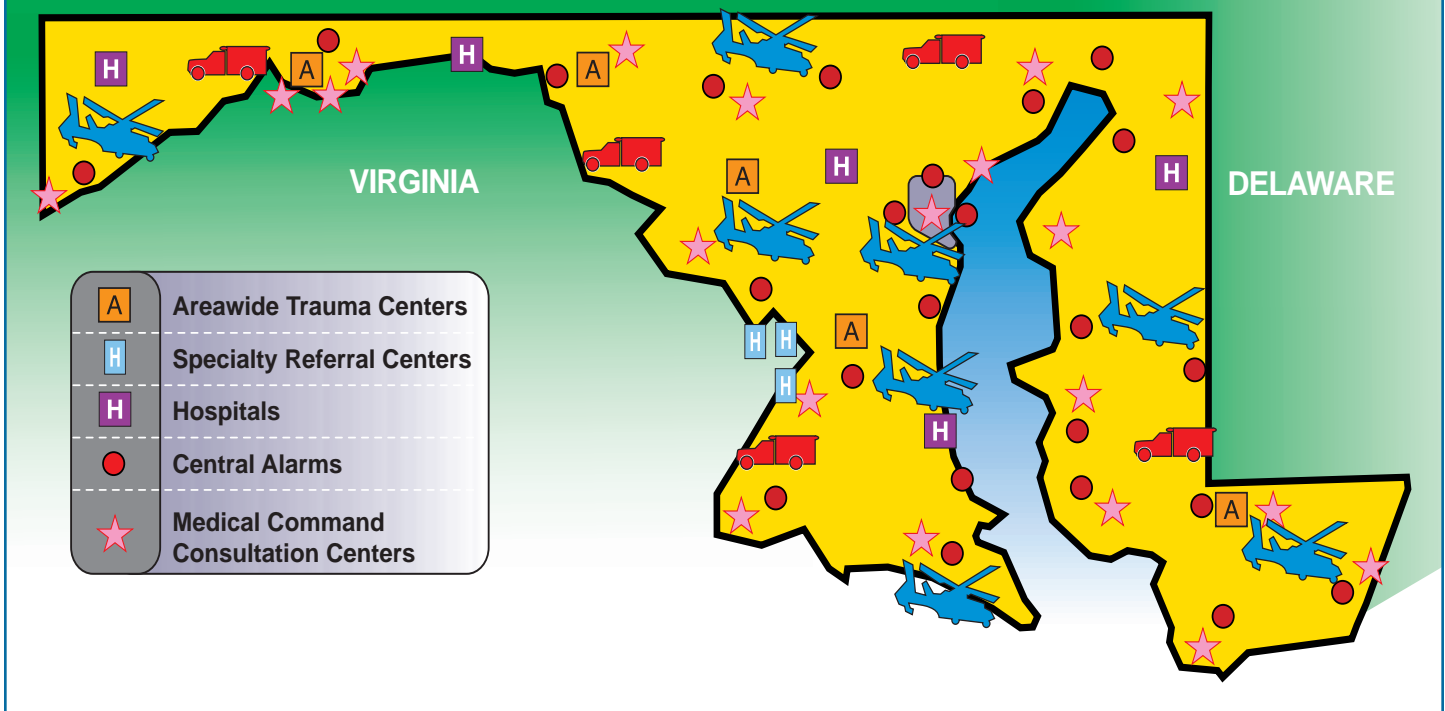 H
A
H
A
VIRGINIA
A
H
H
DELAWARE
A Areawide Trauma Centers
H Specialty Referral Centers
H Hospitals
Central Alarms
Medical Command
Consultation Centers
H
H
A
H
H
A